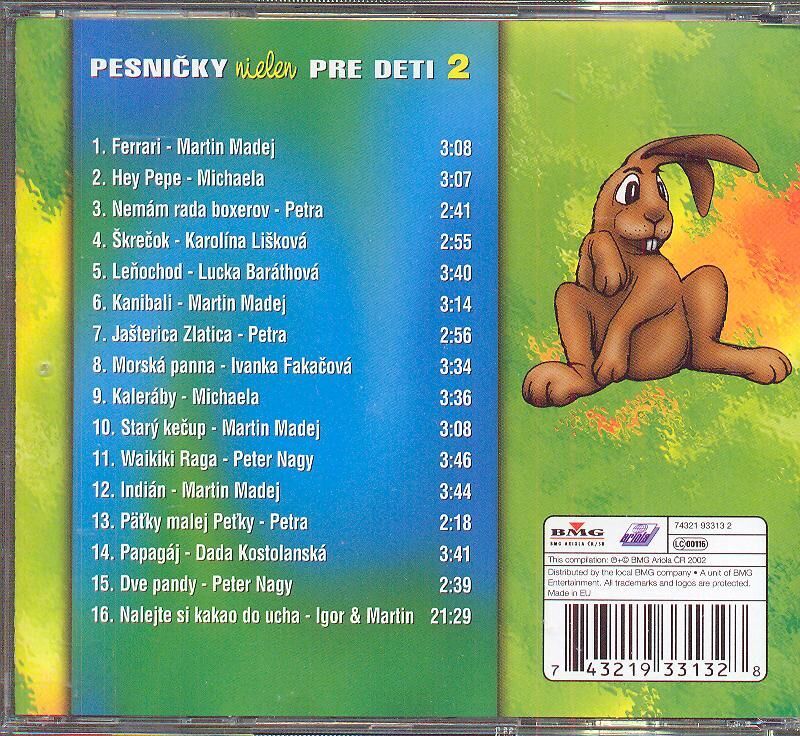 PESNIČKY nielen PRE DETI 2
1. Ferrari - Martin Madej 3:08
2. Hey Pepe - Michaela 3:07
3. Nemám rada boxerov - Petra 2:41
4. Škrečok - Karolína Lišková 2:55
5. Leňochod - Lucka Baráthová 3:40
6. Kanibali - Martin Madej 3:14
7. Jašterica Zlatica - Petra 2:56
8. Morská panna - Ivanka Fakačová 3:34
9. Kaleráby - Michaela 3:36
10. Starý kečup - Martin Madej 3:08
11. Waikiki Raga - Peter Nagy 3:46
12. Indián - Martin Madej 3:44
13. Päťky malej Peťky - Petra 2:18
14. Papagáj - Dada Kostolanská 3:41
15. Dve pandy - Peter Nagy 2:39
16. Nalejte si kakao do ucha - Igor & Martin 21:29
BMG
BMG ARIOLA ČR/SR
ariola
74321 93313 2
LC 00116
This compilation: ℗+© BMG Ariola ČR 2002
Distributed by the local BMG company • A unit of BMG
Entertainment. All trademarks and logos are protected.
Made in EU
7 43219 33132 8